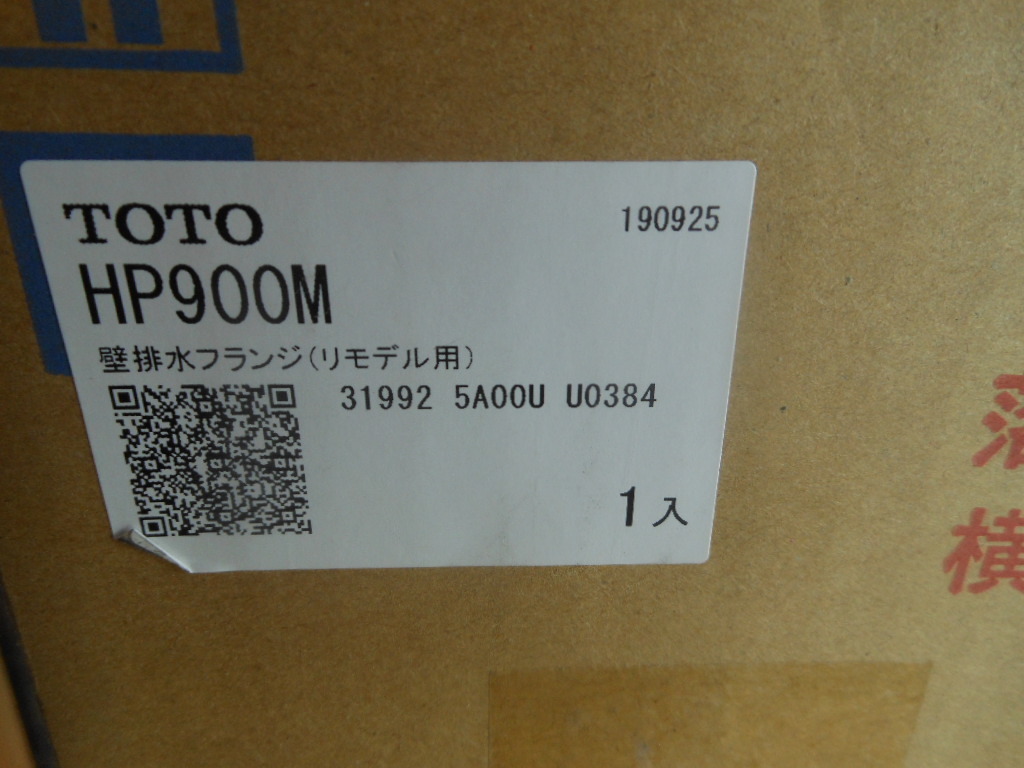 TOTO
190925
HP900M
壁排水フランジ(リモデル用)
31992 5A00U U0384
1入
横